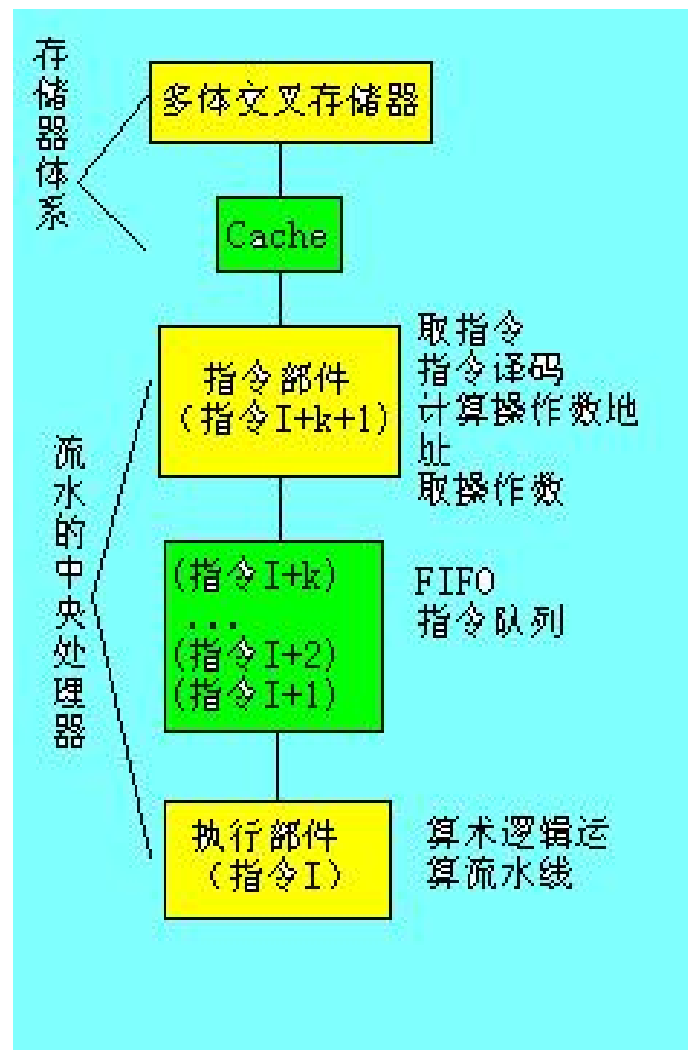 存储器体系
多体交叉存储器
Cache
指令部件
(指令I+k+1)
取指令
指令译码
计算操作数地
址
取操作数
流水的中央处理器
(指令I+k)
...
(指令I+2)
(指令I+1)
FIFO
指令队列
执行部件
(指令I)
算术逻辑运
算流水线